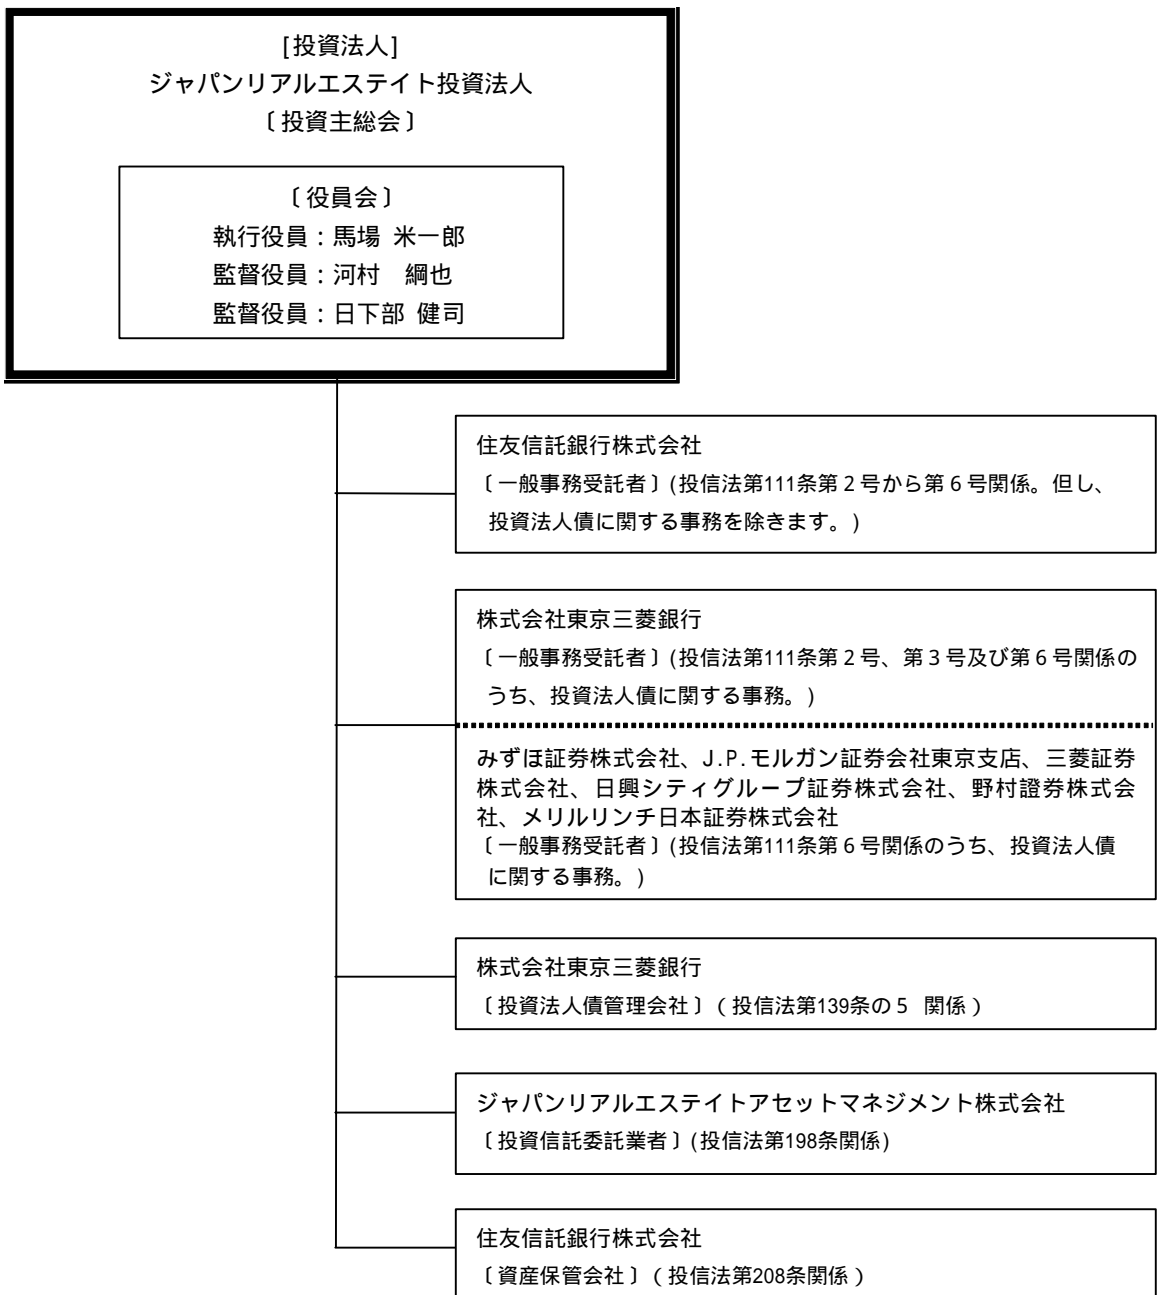 [投資法人]
ジャパンリアルエステイト投資法人
〔投資主総会〕
〔役員会〕
執行役員：馬場 米一郎
監督役員：河村　綱也
監督役員：日下部 健司
住友信託銀行株式会社
〔一般事務受託者〕(投信法第111条第２号から第６号関係。但し、
投資法人債に関する事務を除きます。)
株式会社東京三菱銀行
〔一般事務受託者〕(投信法第111条第２号、第３号及び第６号関係の
うち、投資法人債に関する事務。)
みずほ証券株式会社、J.P.モルガン証券会社東京支店、三菱証券
株式会社、日興シティグループ証券株式会社、野村證券株式会
社、メリルリンチ日本証券株式会社
〔一般事務受託者〕(投信法第111条第６号関係のうち、投資法人債
に関する事務。)
株式会社東京三菱銀行
〔投資法人債管理会社〕（投信法第139条の５ 関係）
ジャパンリアルエステイトアセットマネジメント株式会社
〔投資信託委託業者〕(投信法第198条関係)
住友信託銀行株式会社
〔資産保管会社〕（投信法第208条関係）